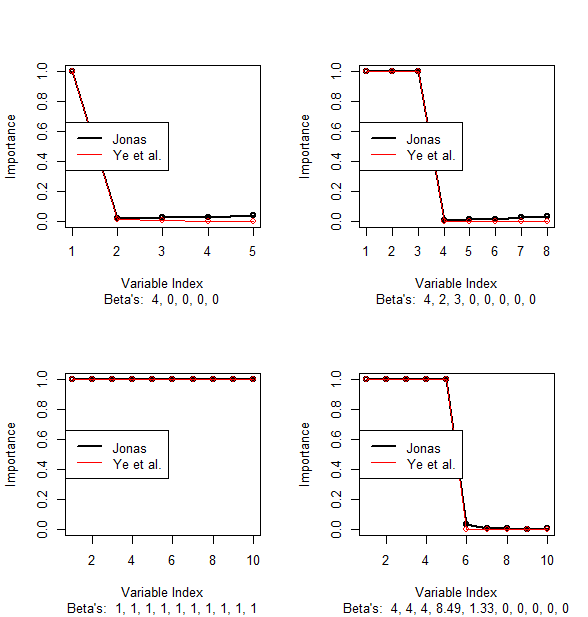 Importance
0.0 0.2 0.4 0.6 0.8 1.0
Jonas
Ye et al.
1 2 3 4 5
Variable Index
Beta's: 4, 0, 0, 0, 0
Importance
0.0 0.2 0.4 0.6 0.8 1.0
Jonas
Ye et al.
1 2 3 4 5 6 7 8
Variable Index
Beta's: 4, 2, 3, 0, 0, 0, 0, 0
Importance
0.0 0.2 0.4 0.6 0.8 1.0
Jonas
Ye et al.
2 4 6 8 10
Variable Index
Beta's: 1, 1, 1, 1, 1, 1, 1, 1, 1, 1
Importance
0.0 0.2 0.4 0.6 0.8 1.0
Jonas
Ye et al.
2 4 6 8 10
Variable Index
Beta's: 4, 4, 4, 8.49, 1.33, 0, 0, 0, 0, 0